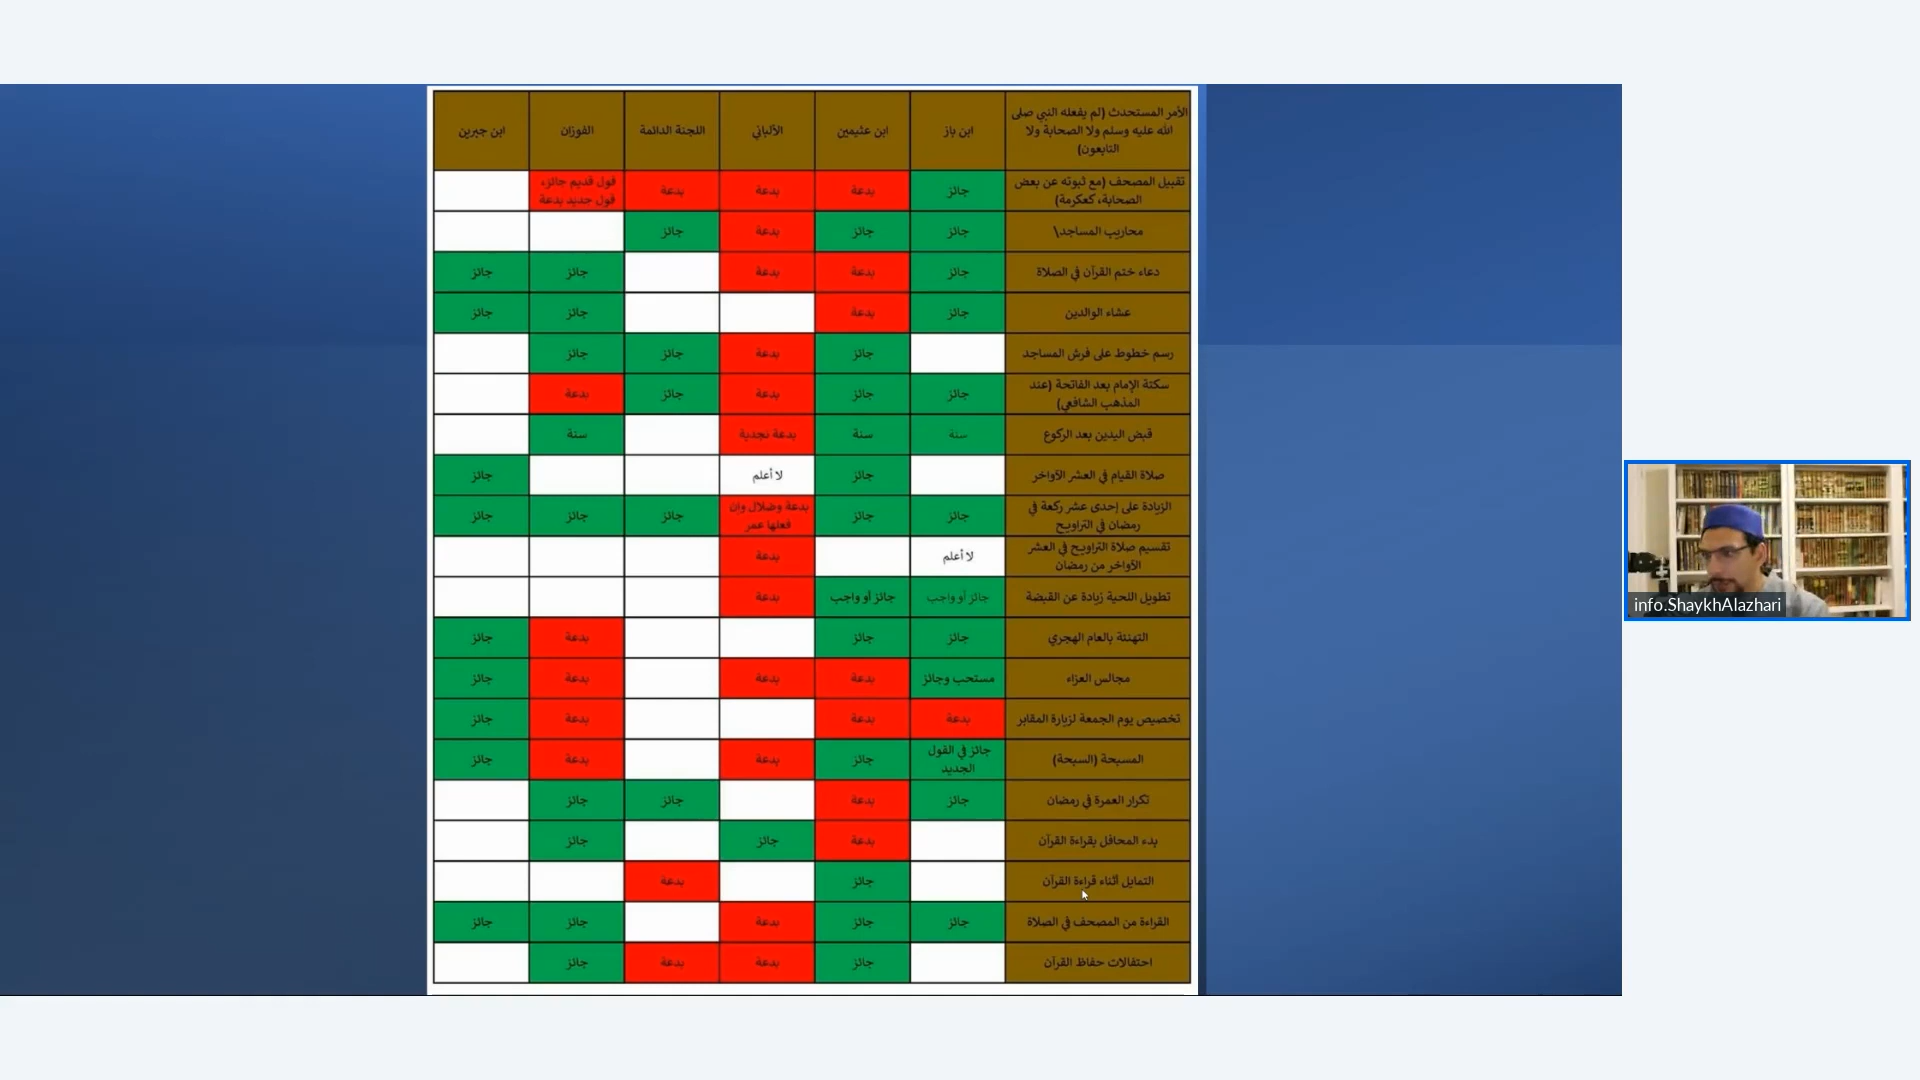 الأمر المستحدث (لم يفعله النبي صلى
الله عليه وسلم ولا الصحابة ولا
التابعون)
ابن باز
ابن عثيمين
الألباني
اللجنة الدائمة
الفوزان
ابن جبرين
تقبيل المصحف (مع ثبوته عن بعض
الصحابة، كعكرمة)
جائز
بدعة
بدعة
بدعة
قول قديم جائز،
قول جديد بدعة
محاريب المساجد\
جائز
جائز
بدعة
جائز
دعاء ختم القرآن في الصلاة
جائز
بدعة
بدعة
جائز
جائز
عشاء الوالدين
جائز
بدعة
جائز
جائز
رسم خطوط على فرش المساجد
جائز
بدعة
جائز
جائز
سكتة الإمام بعد الفاتحة (عند
المذهب الشافعي)
جائز
جائز
بدعة
جائز
بدعة
قبض اليدين بعد الركوع
سنة
سنة
بدعة نجدية
سنة
صلاة القيام في العشر الآواخر
جائز
لا أعلم
جائز
الزيادة على إحدى عشر ركعة في
رمضان في التراويح
جائز
جائز
بدعة وضلال وإن
فعلها عمر
جائز
جائز
جائز
تقسيم صلاة التراويح في العشر
الآواخر من رمضان
لا أعلم
بدعة
تطويل اللحية زيادة عن القبضة
جائز أو واجب
جائز أو واجب
بدعة
التهنئة بالعام الهجري
جائز
جائز
بدعة
جائز
مجالس العزاء
مستحب وجائز
بدعة
بدعة
بدعة
جائز
تخصيص يوم الجمعة لزيارة المقابر
بدعة
بدعة
بدعة
جائز
المسبحة (السبحة)
جائز في القول
الجديد
جائز
بدعة
بدعة
جائز
تكرار العمرة في رمضان
جائز
بدعة
جائز
جائز
بدء المحافل بقراءة القرآن
بدعة
جائز
جائز
التمايل أثناء قراءة القرآن
جائز
بدعة
القراءة من المصحف في الصلاة
جائز
جائز
بدعة
جائز
جائز
احتفالات حفاظ القرآن
جائز
بدعة
بدعة
جائز
info.ShaykhAlazhari